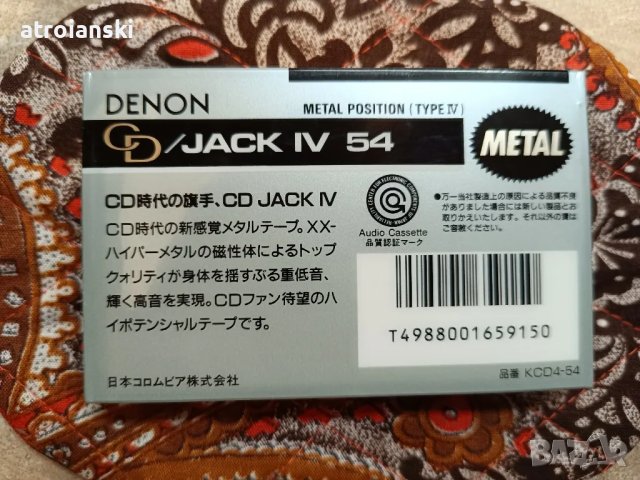 atroianski
DENON
METAL POSITION (TYPE IV)
CD/JACK IV 54
METAL
CD時代の旗手、CD JACK IV
CD時代の新感覚メタルテープ。XX-
ハイパーメタルの磁性体によるトップ
クォリティが身体を揺すぶる重低音、
輝く高音を実現。CDファン待望のハ
イポテンシャルテープです。
日本コロムビア株式会社
Audio Cassette
品質認証マーク
●万一当社製造上の原因による品質不良
がありました場合には新しい製品とお
取りかえいたします。それ以外の責は
ご容赦ください。
T4988001659150
品番 KCD4-54
BAZAR